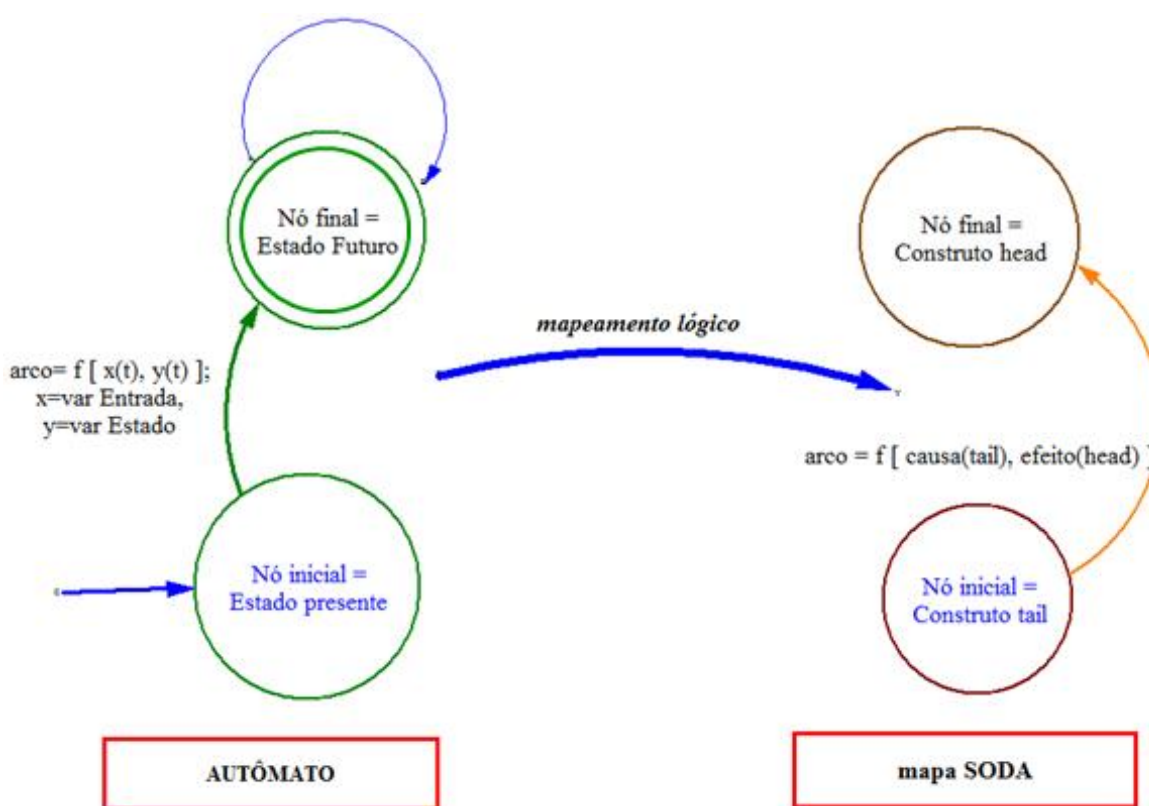 Nó final =
Estado Futuro
Nó final =
Construto head
mapeamento lógico
arco= f [ x(t), y(t) ];
x=var Entrada,
y=var Estado
arco = f [ causa(tail), efeito(head) ]
Nó inicial =
Estado presente
Nó inicial =
Construto tail
AUTÔMATO
mapa SODA